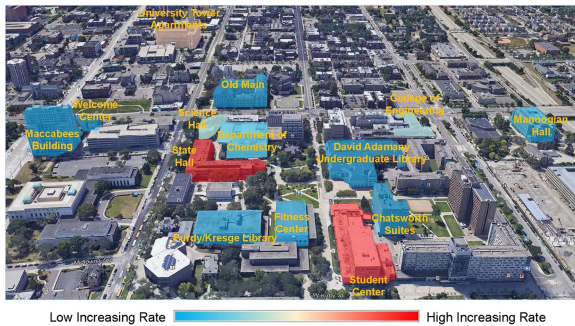 University Tower
Apartments
Old Main
Welcome
Center
Science
Hall
College of
Engineering
Manoogian
Hall
Maccabees
Building
Department of
Chemistry
State
Hall
David Adamany
Undergraduate Library
Purdy/Kresge Library
Fitness
Center
Chatsworth
Suites
Student
Center
Low Increasing Rate
High Increasing Rate